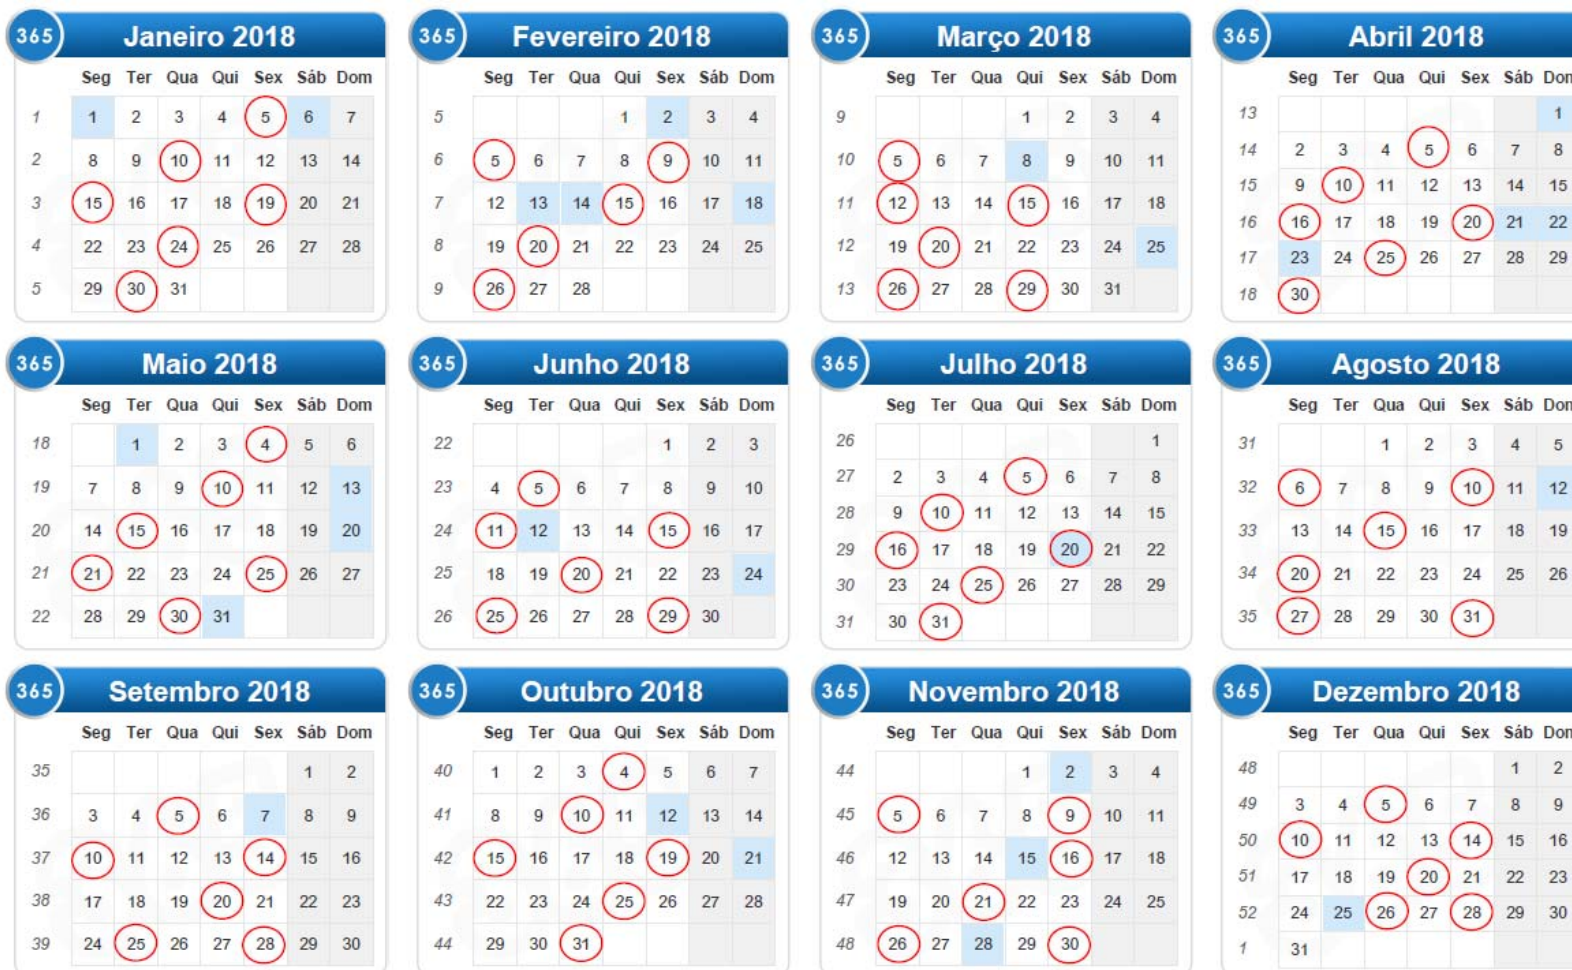 365 Janeiro 2018
Seg Ter Qua Qui Sex Sáb Dom
1 1 2 3 4 5 6 7
2 8 9 10 11 12 13 14
3 15 16 17 18 19 20 21
4 22 23 24 25 26 27 28
5 29 30 31
365 Fevereiro 2018
Seg Ter Qua Qui Sex Sáb Dom
5 1 2 3 4
6 5 6 7 8 9 10 11
7 12 13 14 15 16 17 18
8 19 20 21 22 23 24 25
9 26 27 28
365 Março 2018
Seg Ter Qua Qui Sex Sáb Dom
9 1 2 3 4
10 5 6 7 8 9 10 11
11 12 13 14 15 16 17 18
12 19 20 21 22 23 24 25
13 26 27 28 29 30 31
365 Abril 2018
Seg Ter Qua Qui Sex Sáb Dom
13 1
14 2 3 4 5 6 7 8
15 9 10 11 12 13 14 15
16 16 17 18 19 20 21 22
17 23 24 25 26 27 28 29
18 30
365 Maio 2018
Seg Ter Qua Qui Sex Sáb Dom
18 1 2 3 4 5 6
19 7 8 9 10 11 12 13
20 14 15 16 17 18 19 20
21 21 22 23 24 25 26 27
22 28 29 30 31
365 Junho 2018
Seg Ter Qua Qui Sex Sáb Dom
22 1 2 3
23 4 5 6 7 8 9 10
24 11 12 13 14 15 16 17
25 18 19 20 21 22 23 24
26 25 26 27 28 29 30
365 Julho 2018
Seg Ter Qua Qui Sex Sáb Dom
26 1
27 2 3 4 5 6 7 8
28 9 10 11 12 13 14 15
29 16 17 18 19 20 21 22
30 23 24 25 26 27 28 29
31 30 31
365 Agosto 2018
Seg Ter Qua Qui Sex Sáb Dom
31 1 2 3 4 5
32 6 7 8 9 10 11 12
33 13 14 15 16 17 18 19
34 20 21 22 23 24 25 26
35 27 28 29 30 31
365 Setembro 2018
Seg Ter Qua Qui Sex Sáb Dom
35 1 2
36 3 4 5 6 7 8 9
37 10 11 12 13 14 15 16
38 17 18 19 20 21 22 23
39 24 25 26 27 28 29 30
365 Outubro 2018
Seg Ter Qua Qui Sex Sáb Dom
40 1 2 3 4 5 6 7
41 8 9 10 11 12 13 14
42 15 16 17 18 19 20 21
43 22 23 24 25 26 27 28
44 29 30 31
365 Novembro 2018
Seg Ter Qua Qui Sex Sáb Dom
44 1 2 3 4
45 5 6 7 8 9 10 11
46 12 13 14 15 16 17 18
47 19 20 21 22 23 24 25
48 26 27 28 29 30
365 Dezembro 2018
Seg Ter Qua Qui Sex Sáb Dom
48 1 2
49 3 4 5 6 7 8 9
50 10 11 12 13 14 15 16
51 17 18 19 20 21 22 23
52 24 25 26 27 28 29 30
1 31